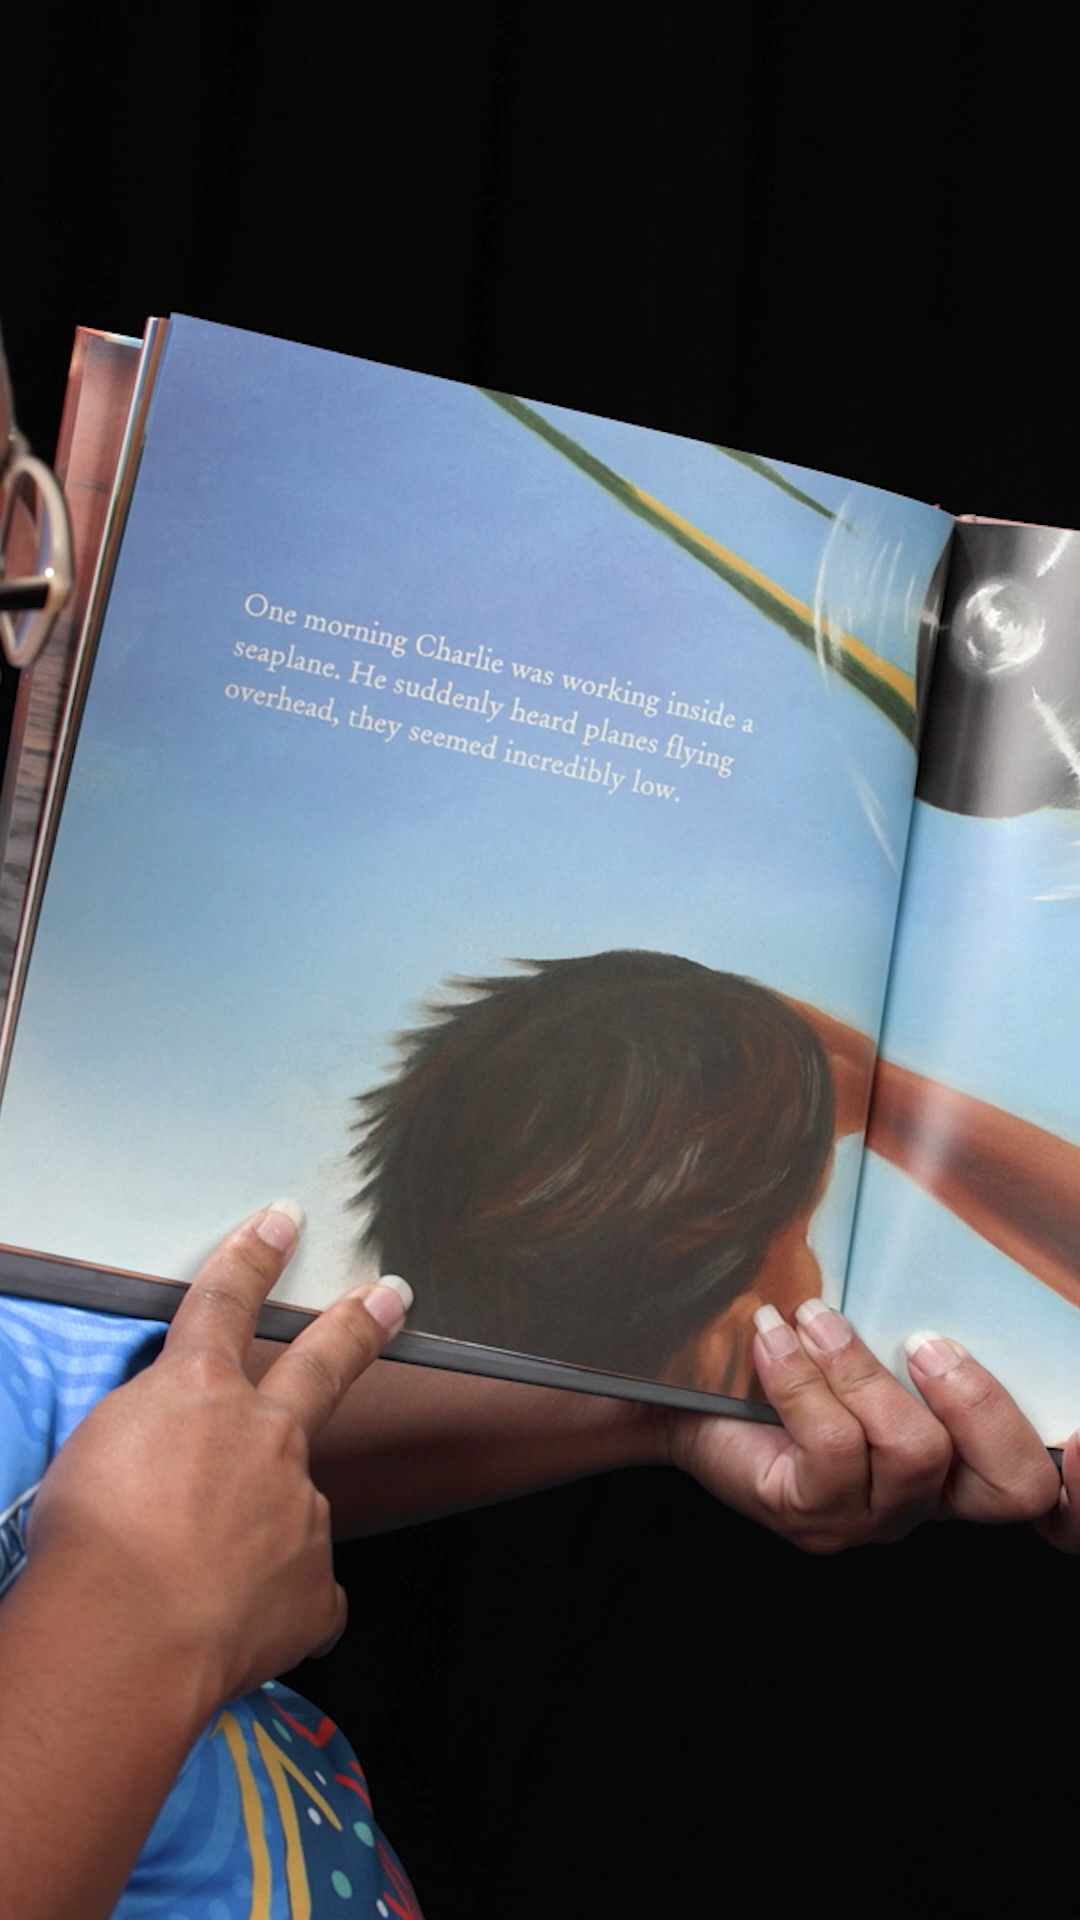 One morning Charlie was working inside a
seaplane. He suddenly heard planes flying
overhead, they seemed incredibly low.